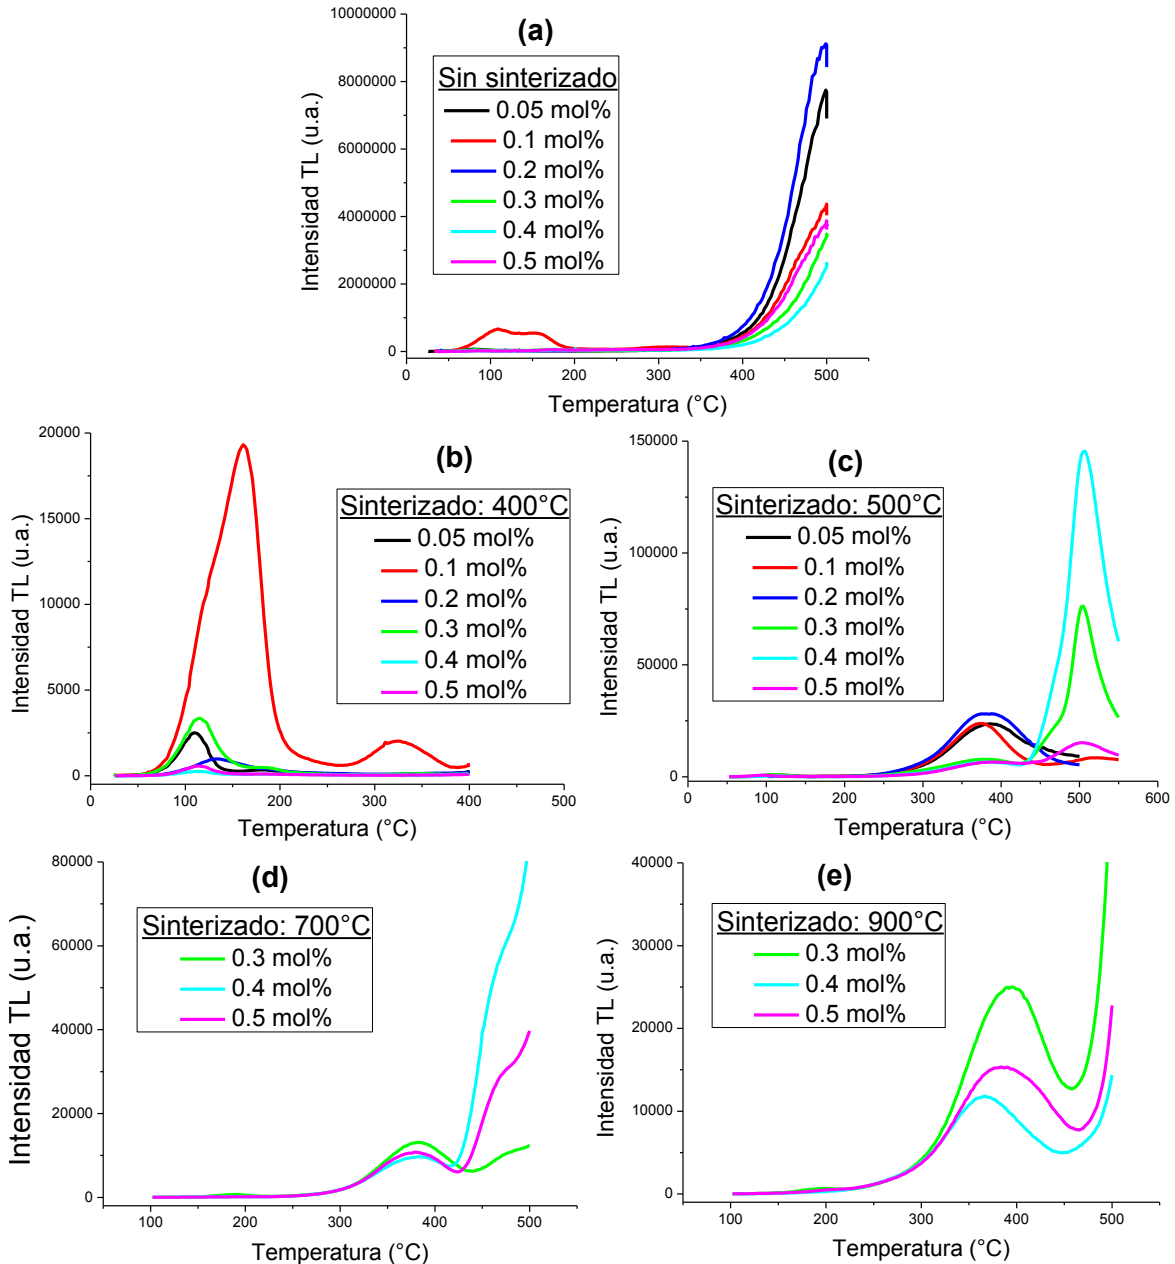 (a)
Sin sinterizado
0.05 mol%
0.1 mol%
0.2 mol%
0.3 mol%
0.4 mol%
0.5 mol%
Intensidad TL (u.a.)
10000000
8000000
6000000
4000000
2000000
0
0 100 200 300 400 500
Temperatura (°C)
(b)
Sinterizado: 400°C
0.05 mol%
0.1 mol%
0.2 mol%
0.3 mol%
0.4 mol%
0.5 mol%
Intensidad TL (u.a.)
20000
15000
10000
5000
0
0 100 200 300 400 500
Temperatura (°C)
(c)
Sinterizado: 500°C
0.05 mol%
0.1 mol%
0.2 mol%
0.3 mol%
0.4 mol%
0.5 mol%
Intensidad TL (u.a.)
150000
100000
50000
0
0 100 200 300 400 500 600
Temperatura (°C)
(d)
Sinterizado: 700°C
0.3 mol%
0.4 mol%
0.5 mol%
Intensidad TL (u.a.)
80000
60000
40000
20000
0
100 200 300 400 500
Temperatura (°C)
(e)
Sinterizado: 900°C
0.3 mol%
0.4 mol%
0.5 mol%
Intensidad TL (u.a.)
40000
30000
20000
10000
0
100 200 300 400 500
Temperatura (°C)